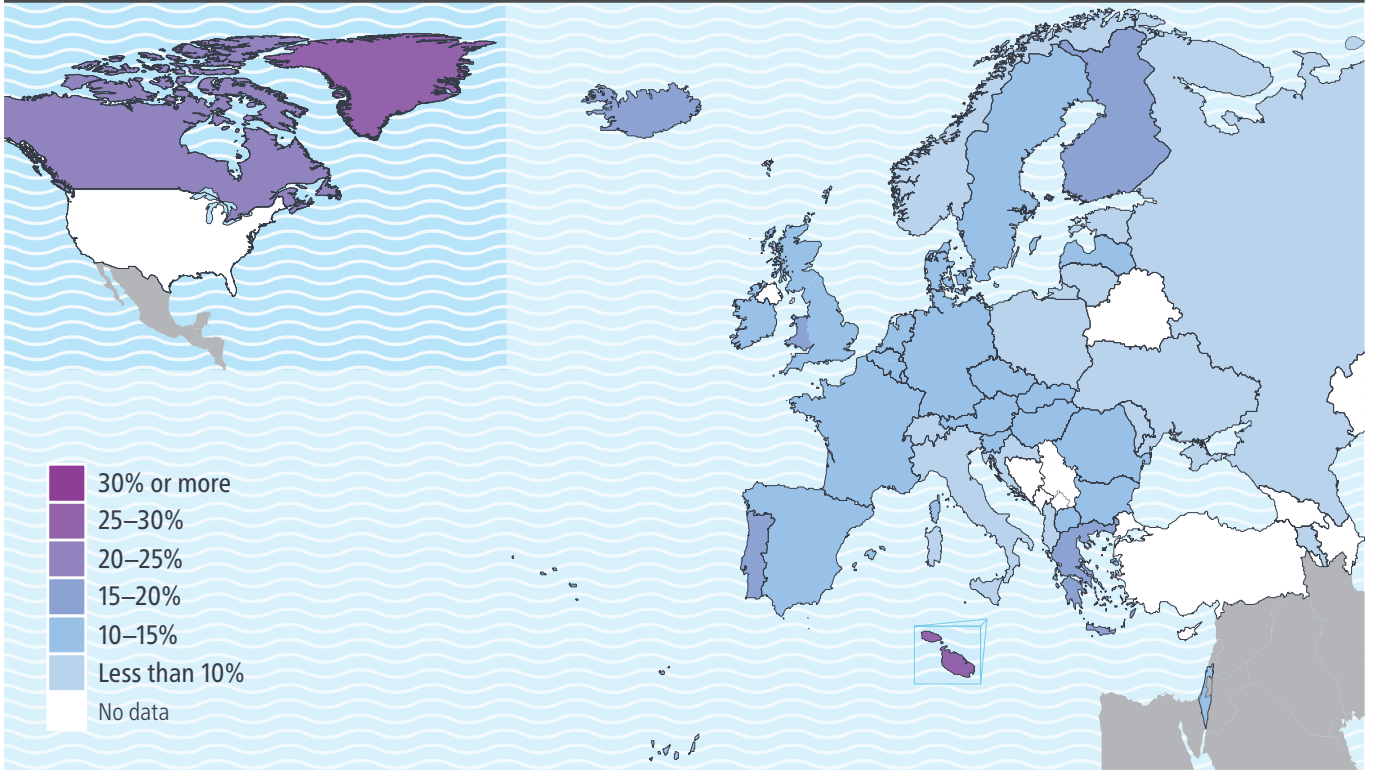 30% or more
25–30%
20–25%
15–20%
10–15%
Less than 10%
No data